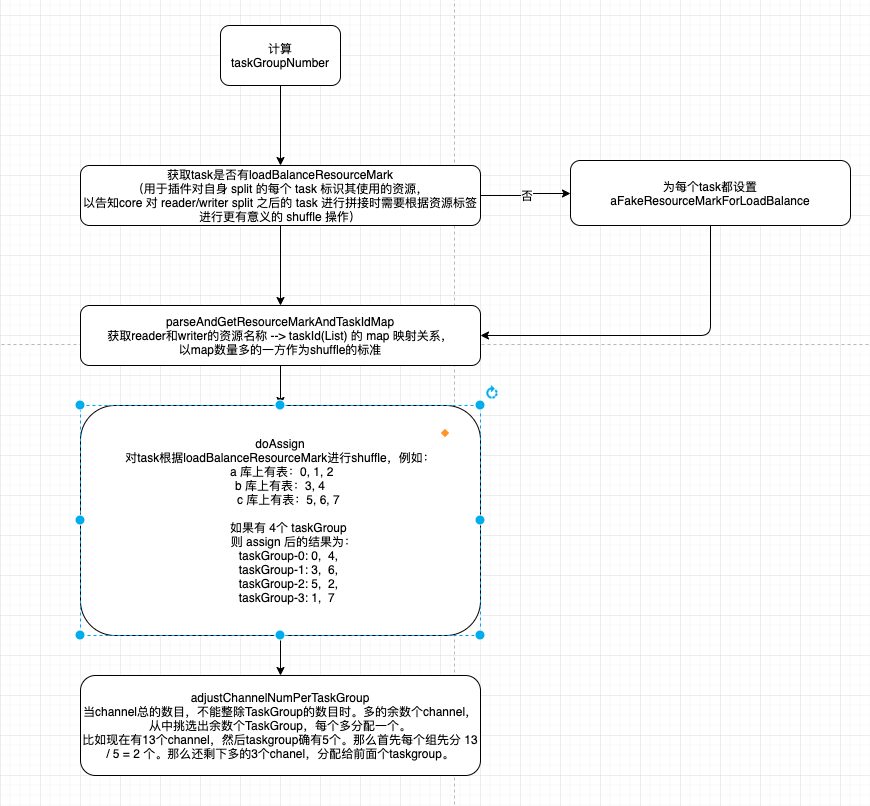 计算
taskGroupNumber
获取task是否有loadBalanceResourceMark
（用于插件对自身 split 的每个 task 标识其使用的资源，
以告知core 对 reader/writer split 之后的 task 进行拼接时需要根据资源标签
进行更有意义的 shuffle 操作）
否
为每个task都设置
aFakeResourceMarkForLoadBalance
parseAndGetResourceMarkAndTaskIdMap
获取reader和writer的资源名称 --> taskId(List) 的 map 映射关系，
以map数量多的一方作为shuffle的标准
doAssign
对task根据loadBalanceResourceMark进行shuffle，例如：
a 库上有表：0, 1, 2
b 库上有表：3, 4
c 库上有表：5, 6, 7
如果有 4个 taskGroup
则 assign 后的结果为：
taskGroup-0: 0，4,
taskGroup-1: 3，6,
taskGroup-2: 5，2,
taskGroup-3: 1，7
adjustChannelNumPerTaskGroup
当channel总的数目，不能整除TaskGroup的数目时。多的余数个channel，
从中挑选出余数个TaskGroup，每个多分配一个。
比如现在有13个channel，然后taskgroup确有5个。那么首先每个组先分 13
/ 5 = 2 个。那么还剩下多的3个chanel，分配给前面个taskgroup。